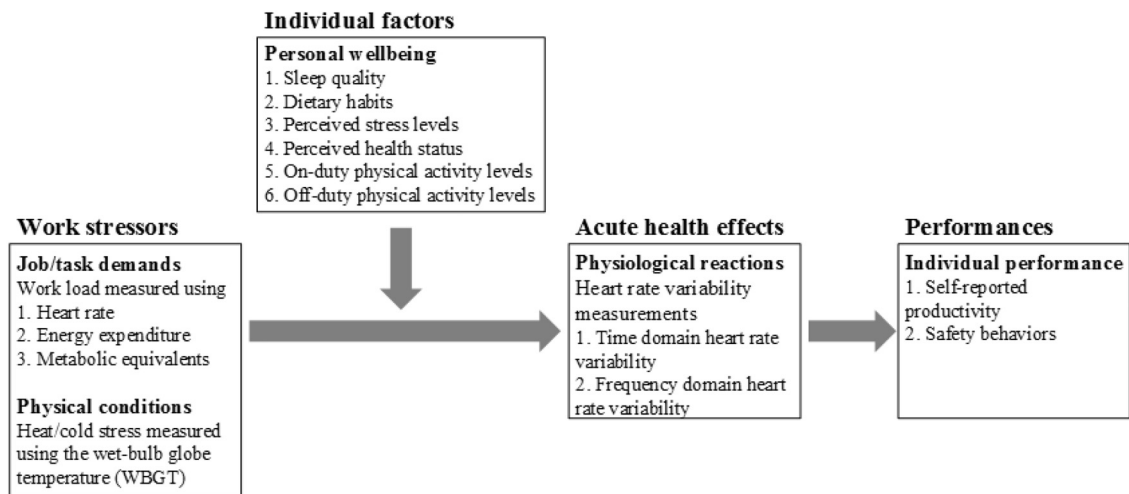 Individual factors
Personal wellbeing
1. Sleep quality
2. Dietary habits
3. Perceived stress levels
4. Perceived health status
5. On-duty physical activity levels
6. Off-duty physical activity levels
Work stressors
Job/task demands
Work load measured using
1. Heart rate
2. Energy expenditure
3. Metabolic equivalents
Physical conditions
Heat/cold stress measured
using the wet-bulb globe
temperature (WBGT)
Acute health effects
Physiological reactions
Heart rate variability
measurements
1. Time domain heart rate
variability
2. Frequency domain heart
rate variability
Performances
Individual performance
1. Self-reported
productivity
2. Safety behaviors